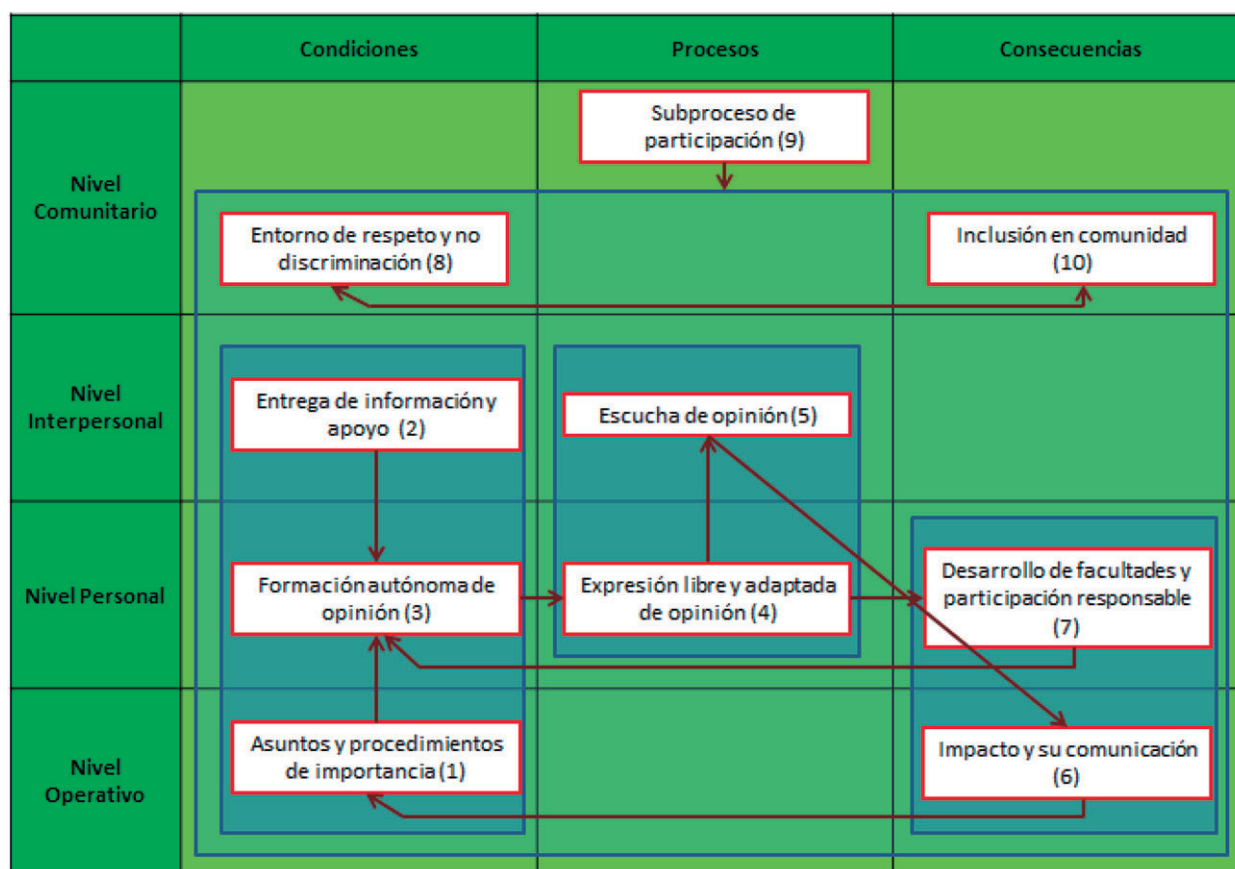 Condiciones
Procesos
Consecuencias
Nivel
Comunitario
Subproceso de
participación (9)
Entorno de respeto y no
discriminación (8)
Inclusión en comunidad
(10)
Nivel
Interpersonal
Entrega de información y
apoyo (2)
Escucha de opinión (5)
Nivel Personal
Formación autónoma de
opinión (3)
Expresión libre y adaptada
de opinión (4)
Desarrollo de facultades y
participación responsable
(7)
Nivel
Operativo
Asuntos y procedimientos
de importancia (1)
Impacto y su comunicación
(6)